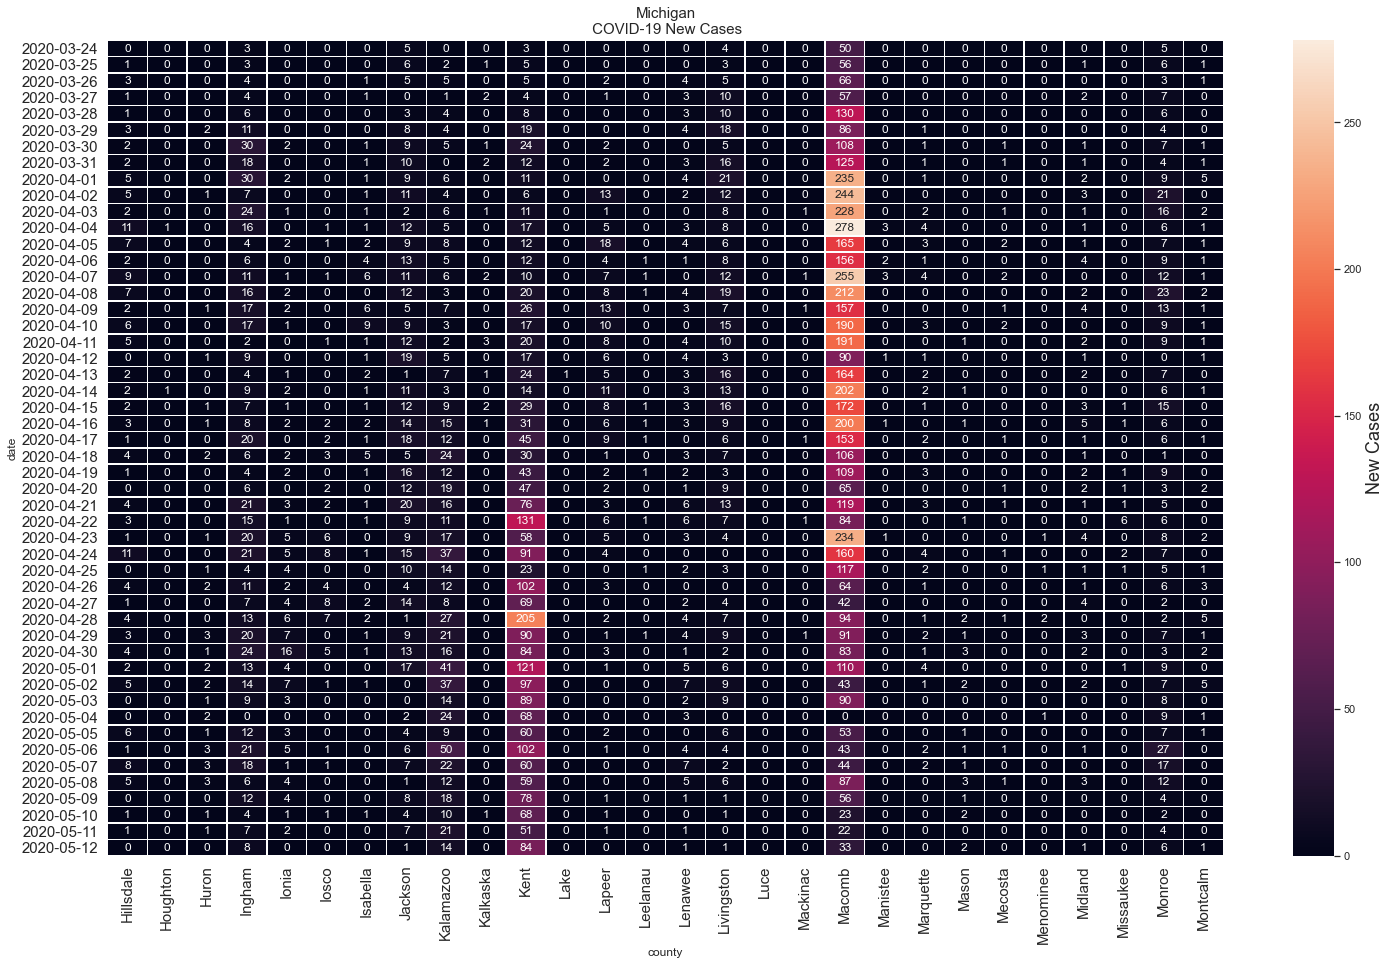 Michigan
COVID-19 New Cases
2020-03-24 0 0 0 3 0 0 0 5 0 0 3 0 0 0 0 4 0 0 50 0 0 0 0 0 0 0 5 0
2020-03-25 1 0 0 3 0 0 0 6 2 1 5 0 0 0 0 3 0 0 56 0 0 0 0 0 1 0 6 1
2020-03-26 3 0 0 4 0 0 1 5 5 0 5 0 2 0 4 5 0 0 66 0 0 0 0 0 0 0 3 1
2020-03-27 1 0 0 4 0 0 1 0 1 2 4 0 1 0 3 10 0 0 57 0 0 0 0 0 2 0 7 0
2020-03-28 1 0 0 6 0 0 0 3 4 0 8 0 0 0 3 10 0 0 130 0 0 0 0 0 0 0 6 0
2020-03-29 3 0 2 11 0 0 0 8 4 0 19 0 0 0 4 18 0 0 86 0 1 0 0 0 0 0 4 0
2020-03-30 2 0 0 30 2 0 1 9 5 1 24 0 2 0 0 5 0 0 108 0 1 0 1 0 1 0 7 1
2020-03-31 2 0 0 18 0 0 1 10 0 2 12 0 2 0 3 16 0 0 125 0 1 0 1 0 1 0 4 1
2020-04-01 5 0 0 30 2 0 1 9 6 0 11 0 0 0 4 21 0 0 235 0 1 0 0 0 2 0 9 5
2020-04-02 5 0 1 7 0 0 1 11 4 0 6 0 13 0 2 12 0 0 244 0 0 0 0 0 3 0 21 0
2020-04-03 2 0 0 24 1 0 1 2 6 1 11 0 1 0 0 8 0 1 228 0 2 0 1 0 1 0 16 2
2020-04-04 11 1 0 16 0 1 1 12 5 0 17 0 5 0 3 8 0 0 278 3 4 0 0 0 1 0 6 1
2020-04-05 7 0 0 4 2 1 2 9 8 0 12 0 18 0 4 6 0 0 165 0 3 0 2 0 1 0 7 1
2020-04-06 2 0 0 6 0 0 4 13 5 0 12 0 4 1 1 8 0 0 156 2 1 0 0 0 4 0 9 1
2020-04-07 9 0 0 11 1 1 6 11 6 2 10 0 7 1 0 12 0 1 255 3 4 0 2 0 0 0 12 1
2020-04-08 7 0 0 16 2 0 0 12 3 0 20 0 8 1 4 19 0 0 212 0 0 0 0 0 2 0 23 2
2020-04-09 2 0 1 17 2 0 6 5 7 0 26 0 13 0 3 7 0 1 157 0 0 0 1 0 4 0 13 1
2020-04-10 6 0 0 17 1 0 9 9 3 0 17 0 10 0 0 15 0 0 190 0 3 0 2 0 0 0 9 1
2020-04-11 5 0 0 2 0 1 1 12 2 3 20 0 8 0 4 10 0 0 191 0 0 1 0 0 2 0 9 1
2020-04-12 0 0 1 9 0 0 1 19 5 0 17 0 6 0 4 3 0 0 90 1 1 0 0 0 1 0 0 1
2020-04-13 2 0 0 4 1 0 2 1 7 1 24 1 5 0 3 16 0 0 164 0 2 0 0 0 2 0 7 0
2020-04-14 2 1 0 9 2 0 1 11 3 0 14 0 11 0 3 13 0 0 202 0 2 1 0 0 0 0 6 1
2020-04-15 2 0 1 7 1 0 1 12 9 2 29 0 8 1 3 16 0 0 172 0 1 0 0 0 3 1 15 0
2020-04-16 3 0 1 8 2 2 2 14 15 1 31 0 6 1 3 9 0 0 200 1 0 1 0 0 5 1 6 0
2020-04-17 1 0 0 20 0 2 1 18 12 0 45 0 9 1 0 6 0 1 153 0 2 0 1 0 1 0 6 1
2020-04-18 4 0 2 6 2 3 5 5 24 0 30 0 1 0 3 7 0 0 106 0 0 0 0 0 1 0 1 0
2020-04-19 1 0 0 4 2 0 1 16 12 0 43 0 2 1 2 3 0 0 109 0 3 0 0 0 2 1 9 0
2020-04-20 0 0 0 6 0 2 0 12 19 0 47 0 2 0 1 9 0 0 65 0 0 0 1 0 2 1 3 2
2020-04-21 4 0 0 21 3 2 1 20 16 0 76 0 3 0 6 13 0 0 119 0 3 0 1 0 1 1 5 0
2020-04-22 3 0 0 15 1 0 1 9 11 0 131 0 6 1 6 7 0 1 84 0 0 1 0 0 0 6 6 0
2020-04-23 1 0 1 20 5 6 0 9 17 0 58 0 5 0 3 4 0 0 234 1 0 0 0 1 4 0 8 2
2020-04-24 11 0 0 21 5 8 1 15 37 0 91 0 4 0 0 0 0 0 160 0 4 0 1 0 0 2 7 0
2020-04-25 0 0 1 4 4 0 0 10 14 0 23 0 0 1 2 3 0 0 117 0 2 0 0 1 1 1 5 1
2020-04-26 4 0 2 11 2 4 0 4 12 0 102 0 3 0 0 0 0 0 64 0 1 0 0 0 1 0 6 3
2020-04-27 1 0 0 7 4 8 2 14 8 0 69 0 0 0 2 4 0 0 42 0 0 0 0 0 4 0 2 0
2020-04-28 4 0 0 13 6 7 2 1 27 0 205 0 2 0 4 7 0 0 94 0 1 2 1 2 0 0 2 5
2020-04-29 3 0 3 20 7 0 1 9 21 0 90 0 1 1 4 9 0 1 91 0 2 1 0 0 3 0 7 1
2020-04-30 4 0 1 24 16 5 1 13 16 0 84 0 3 0 1 2 0 0 83 0 1 3 0 0 2 0 3 2
2020-05-01 2 0 2 13 4 0 0 17 41 0 121 0 1 0 5 6 0 0 110 0 4 0 0 0 0 1 9 0
2020-05-02 5 0 2 14 7 1 1 0 37 0 97 0 0 0 7 9 0 0 43 0 1 2 0 0 2 0 7 5
2020-05-03 0 0 1 9 3 0 0 0 14 0 89 0 0 0 2 9 0 0 90 0 0 0 0 0 0 0 8 0
2020-05-04 0 0 2 0 0 0 0 2 24 0 68 0 0 0 3 0 0 0 0 0 0 0 0 1 0 0 9 1
2020-05-05 6 0 1 12 3 0 0 4 9 0 60 0 2 0 0 6 0 0 53 0 0 1 0 0 0 0 7 1
2020-05-06 1 0 3 21 5 1 0 6 50 0 102 0 1 0 4 4 0 0 43 0 2 1 1 0 1 0 27 0
2020-05-07 8 0 3 18 1 1 0 7 22 0 60 0 0 0 7 2 0 0 44 0 2 1 0 0 0 0 17 0
2020-05-08 5 0 3 6 4 0 0 1 12 0 59 0 0 0 5 6 0 0 87 0 0 3 1 0 3 0 12 0
2020-05-09 0 0 0 12 4 0 0 8 18 0 78 0 1 0 1 1 0 0 56 0 0 1 0 0 0 0 4 0
2020-05-10 1 0 1 4 1 1 1 4 10 1 68 0 1 0 0 1 0 0 23 0 0 2 0 0 0 0 2 0
2020-05-11 1 0 1 7 2 0 0 7 21 0 51 0 1 0 1 0 0 0 22 0 0 0 0 0 0 0 4 0
2020-05-12 0 0 0 8 0 0 0 1 14 0 84 0 0 0 1 1 0 0 33 0 0 2 0 0 1 0 6 1
date
Hillsdale Houghton Huron Ingham Ionia Iosco Isabella Jackson Kalamazoo Kalkaska Kent Lake Lapeer Leelanau Lenawee Livingston Luce Mackinac Macomb Manistee Marquette Mason Mecosta Menominee Midland Missaukee Monroe Montcalm
county
250
200
150
100
50
0
New Cases